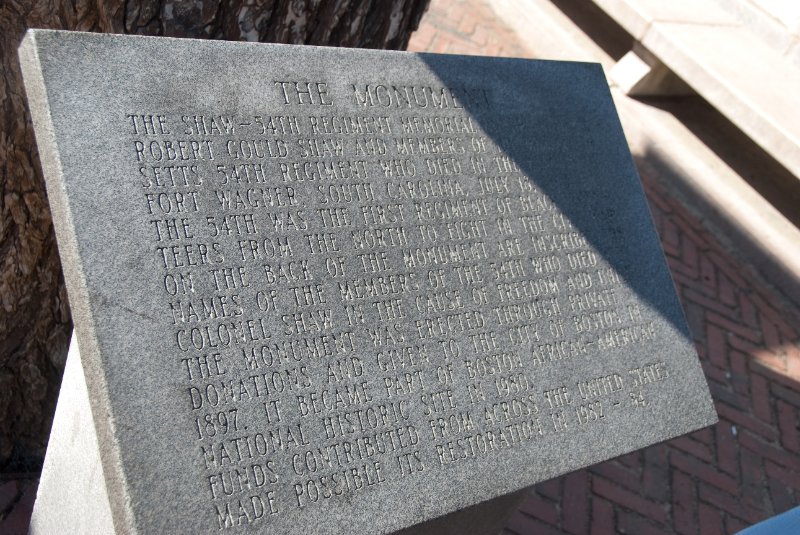 THE MONUMENT
THE SHAW-54TH REGIMENT MEMORIAL
ROBERT GOULD SHAW AND MEMBERS OF
SETTS 54TH REGIMENT WHO DIED IN THE
FORT WAGNER, SOUTH CAROLINA, JULY
THE 54TH WAS THE FIRST REGIMENT OF BLACK
TEERS FROM THE NORTH TO FIGHT IN THE
ON THE BACK OF THE MONUMENT ARE INSCRIBED THE
NAMES OF THE MEMBERS OF THE 54TH WHO DIED
COLONEL SHAW IN THE CAUSE OF FREEDOM AND
THE MONUMENT WAS ERECTED THROUGH PRIVATE
DONATIONS AND GIVEN TO THE CITY OF BOSTON IN
1897. IT BECAME PART OF BOSTON AFRICAN-AMERICAN
NATIONAL HISTORIC SITE IN 1980.
FUNDS CONTRIBUTED FROM ACROSS THE UNITED STATES
MADE POSSIBLE ITS RESTORATION IN 1982 - 84.